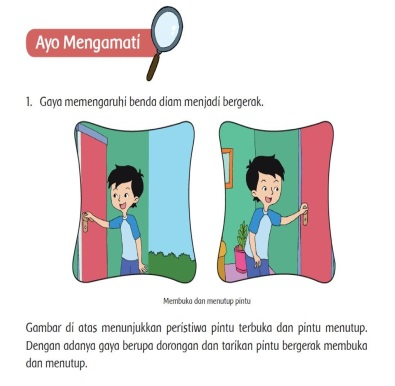 Ayo Mengamati
1. Gaya memengaruhi benda diam menjadi bergerak.
Membuka dan menutup pintu
Gambar di atas menunjukkan peristiwa pintu terbuka dan pintu menutup.
Dengan adanya gaya berupa dorongan dan tarikan pintu bergerak membuka
dan menutup.